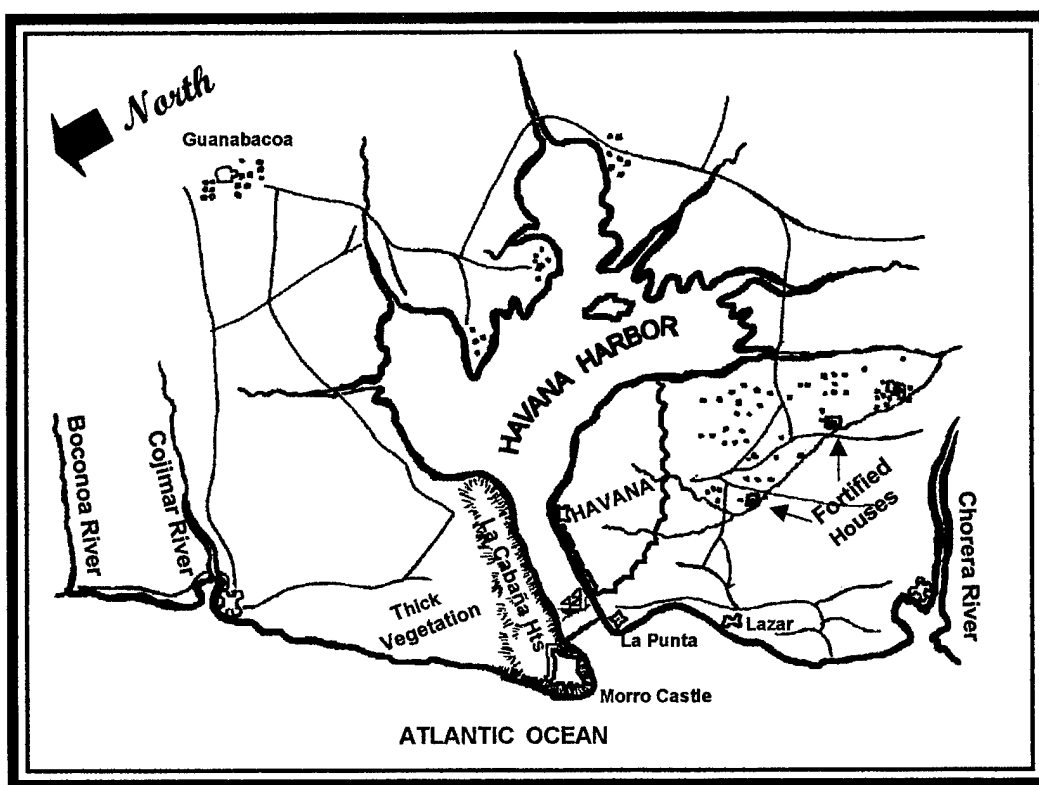 North
Guanabacoa
HAVANA HARBOR
Boconoa River
Cojimar River
HAVANA
Fortified
Houses
Chorera River
La Cabaña Hts
Thick
Vegetation
Lazar
La Punta
Morro Castle
ATLANTIC OCEAN